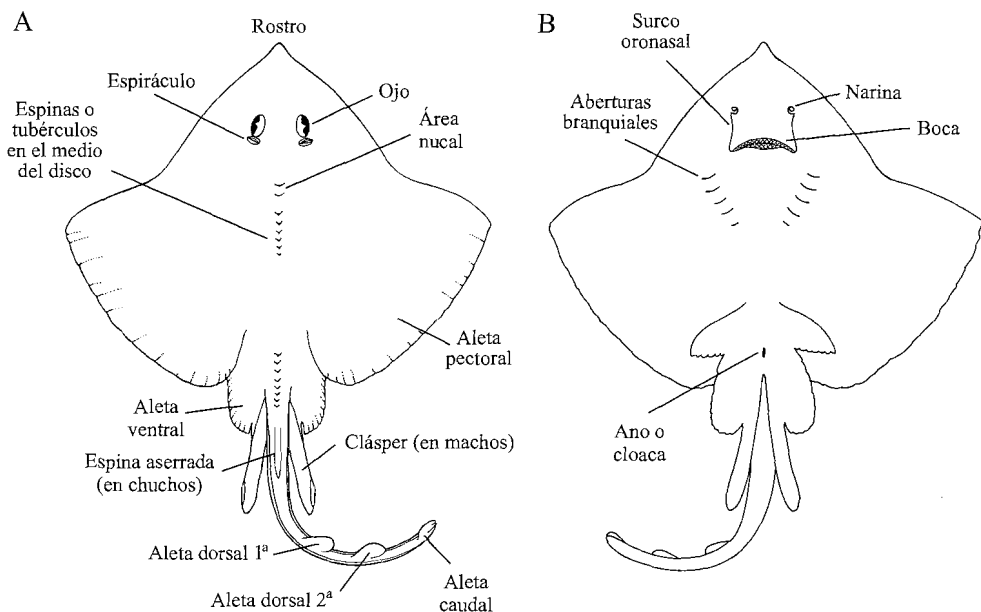 A
Rostro
Espiráculo
Ojo
Espinas o
tubérculos
en el medio
del disco
Área
nucal
Aleta
pectoral
Aleta
ventral
Clásper (en machos)
Espina aserrada
(en chuchos)
Aleta dorsal 1ª
Aleta dorsal 2ª
Aleta
caudal
B
Surco
oronasal
Narina
Aberturas
branquiales
Boca
Ano o
cloaca